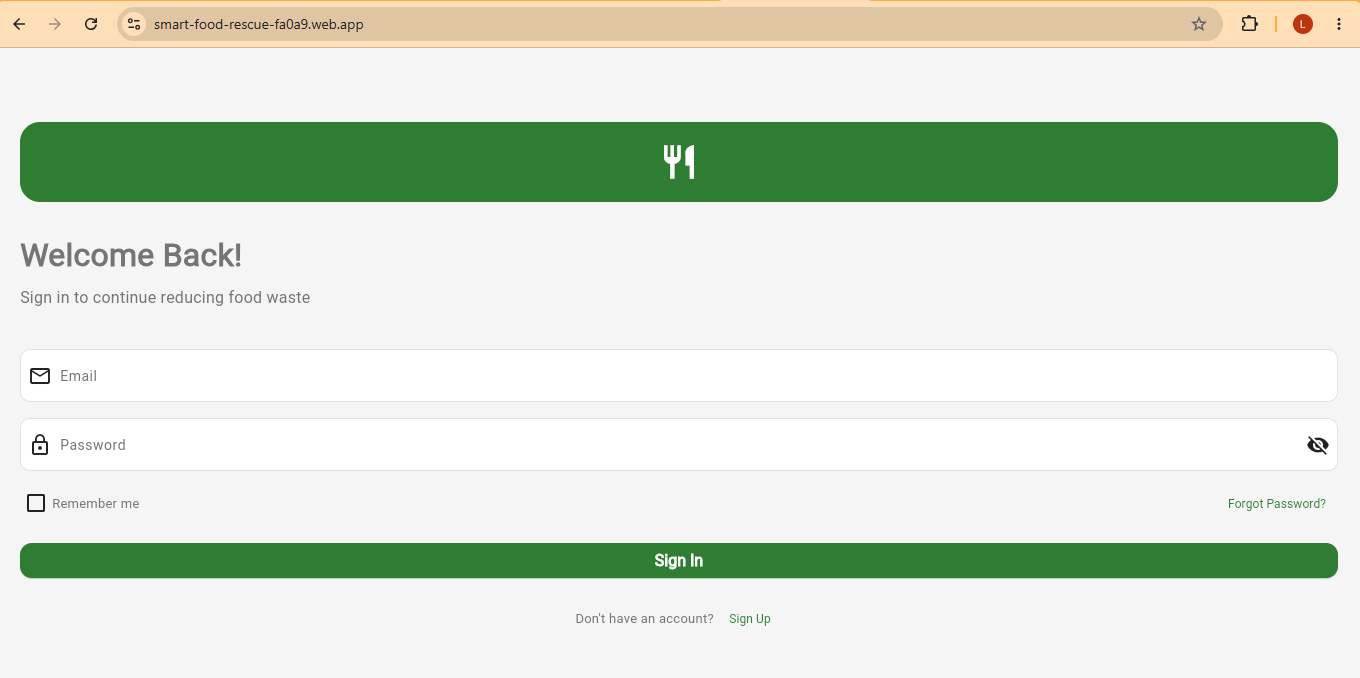 smart-food-rescue-fa0a9.web.app
L
Welcome Back!
Sign in to continue reducing food waste
Email
Password
Remember me
Forgot Password?
Sign In
Don't have an account? Sign Up